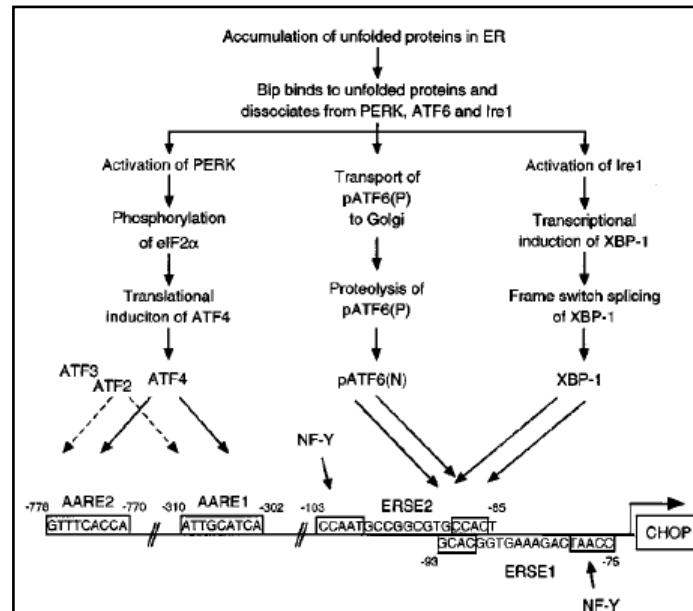 Accumulation of unfolded proteins in ER
Bip binds to unfolded proteins and
dissociates from PERK, ATF6 and Ire1
Activation of PERK
Transport of
pATF6(P)
to Golgi
Activation of Ire1
Phosphorylation
of eIF2α
Transcriptional
induction of XBP-1
Translational
induciton of ATF4
Proteolysis of
pATF6(P)
Frame switch splicing
of XBP-1
ATF3
ATF2
ATF4
pATF6(N)
XBP-1
NF-Y
-778
AARE2
-770
-310
AARE1
-302
-103
ERSE2
-85
GTTTCACCA
ATTGCATCA
CCAATGCCGGCGTGCCACT
CHOP
GCACGGTGAAAGACTAACC
-93
ERSE1
-75
NF-Y